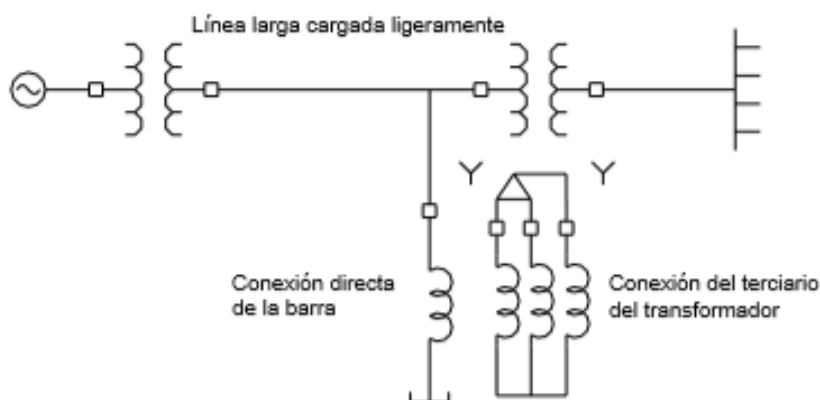 Línea larga cargada ligeramente
Conexión directa
de la barra
Conexión del terciario
del transformador